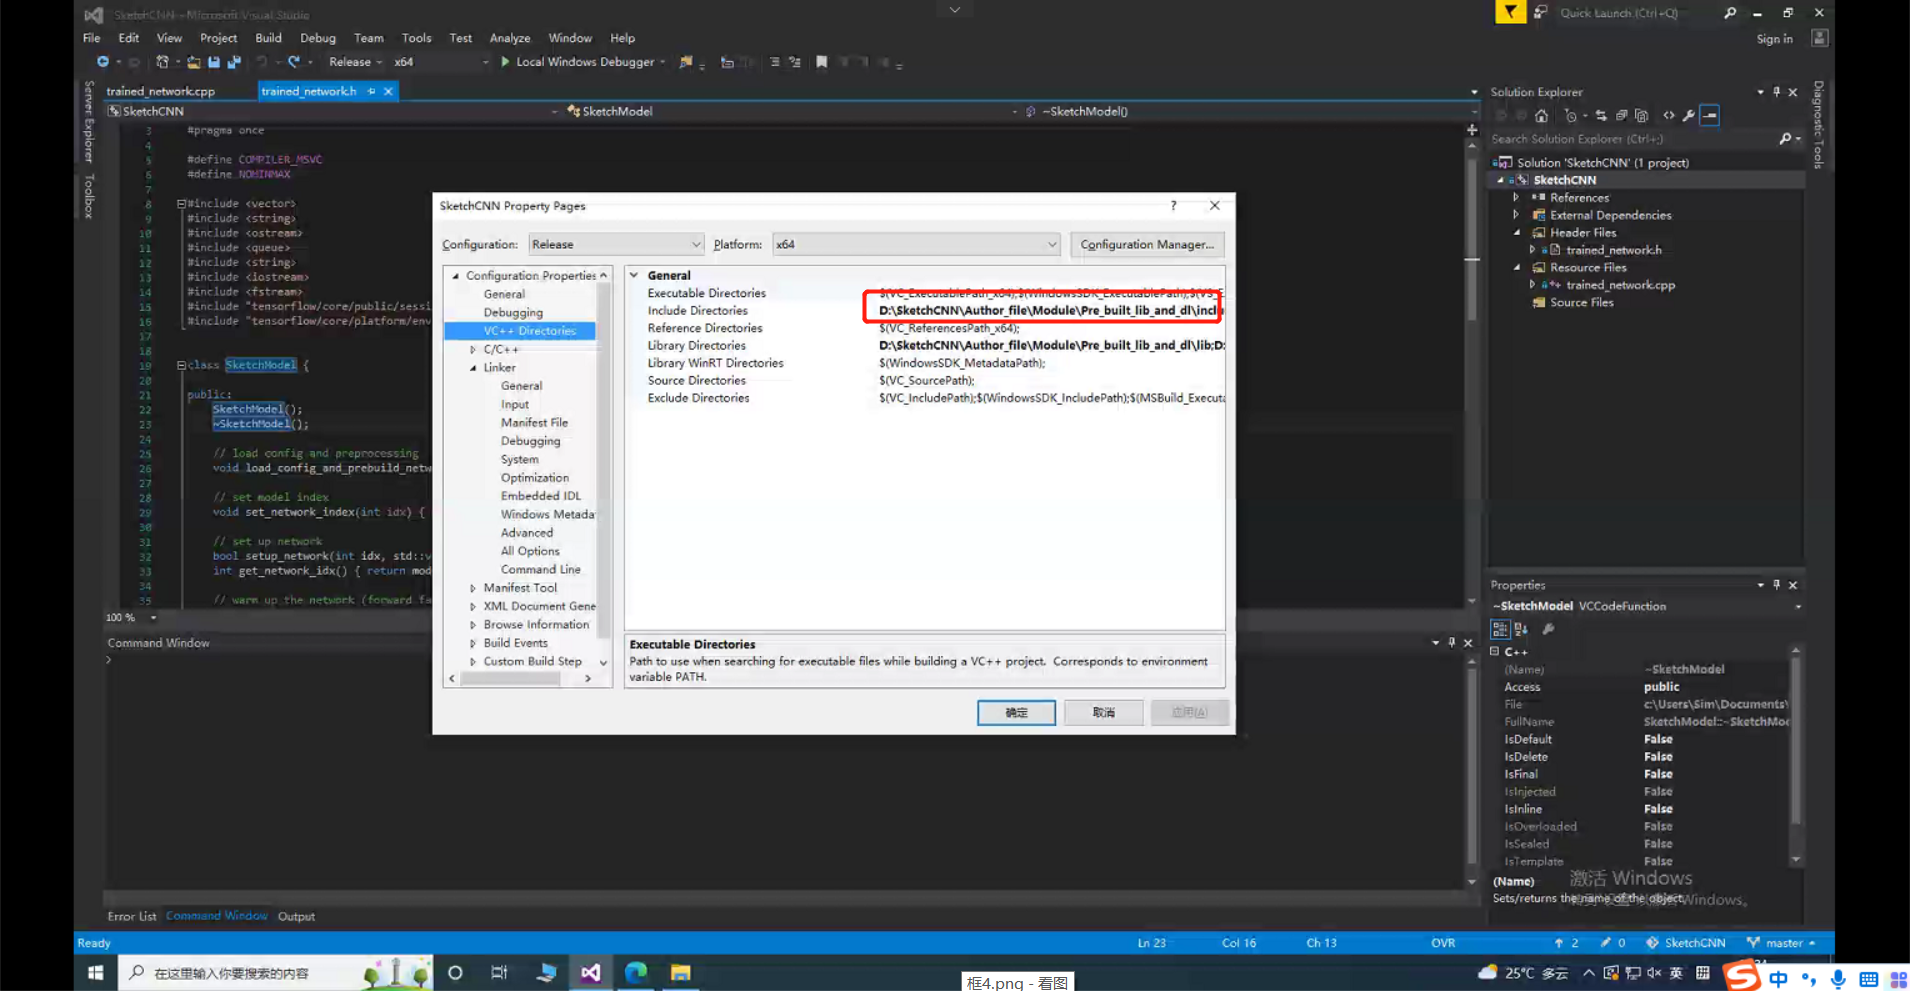 SketchCNN - Microsoft Visual Studio
Quick Launch (Ctrl+Q)
File Edit View Project Build Debug Team Tools Test Analyze Window Help
Sign in
Release x64 Local Windows Debugger
Server Explorer
Toolbox
trained_network.cpp trained_network.h
SketchCNN SketchModel ~SketchModel()
3 #pragma once
4
5 #define COMPILER_MSVC
6 #define NOMINMAX
7
8 #include <vector>
9 #include <string>
10 #include <ostream>
11 #include <queue>
12 #include <string>
13 #include <iostream>
14 #include <fstream>
15 #include "tensorflow/core/public/sessi
16 #include "tensorflow/core/platform/env
17
18
19 class SketchModel {
20
21 public:
22 SketchModel();
23 ~SketchModel();
24
25 // load config and preprocessing
26 void load_config_and_prebuild_netw
27
28 // set model index
29 void set_network_index(int idx) {
30
31 // set up network
32 bool setup_network(int idx, std::v
33 int get_network_idx() { return mod
34
35 // warm up the network (forward fa
100 %
SketchCNN Property Pages
? ×
Configuration: Release Platform: x64 Configuration Manager...
Configuration Properties
General
Debugging
VC++ Directories
C/C++
Linker
General
Input
Manifest File
Debugging
System
Optimization
Embedded IDL
Windows Metada
Advanced
All Options
Command Line
Manifest Tool
XML Document Gene
Browse Information
Build Events
Custom Build Step
General
Executable Directories $(VC_ExecutablePath_x64);$(WindowsSDK_ExecutablePath);$(VS_E
Include Directories D:\SketchCNN\Author_file\Module\Pre_built_lib_and_dl\inclu
Reference Directories $(VC_ReferencesPath_x64);
Library Directories D:\SketchCNN\Author_file\Module\Pre_built_lib_and_dl\lib;D:
Library WinRT Directories $(WindowsSDK_MetadataPath);
Source Directories $(VC_SourcePath);
Exclude Directories $(VC_IncludePath);$(WindowsSDK_IncludePath);$(MSBuild_Executa
Executable Directories
Path to use when searching for executable files while building a VC++ project. Corresponds to environment
variable PATH.
确定 取消 应用(A)
Solution Explorer
Search Solution Explorer (Ctrl+;)
Solution 'SketchCNN' (1 project)
SketchCNN
References
External Dependencies
Header Files
trained_network.h
Resource Files
trained_network.cpp
Source Files
Diagnostic Tools
Properties
~SketchModel VCCodeFunction
C++
(Name) ~SketchModel
Access public
File c:\Users\Sim\Documents\
FullName SketchModel::~SketchMod
IsDefault False
IsDelete False
IsFinal False
IsInjected False
IsInline False
IsOverloaded False
IsSealed False
IsTemplate False
(Name)
Sets/returns the name of the object.
激活 Windows
Windows。
Command Window
>
Error List Command Window Output
Ready Ln 23 Col 16 Ch 13 OVR 2 0 SketchCNN master
在这里输入你要搜索的内容
25°C 多云 英
中
框4.png - 看图